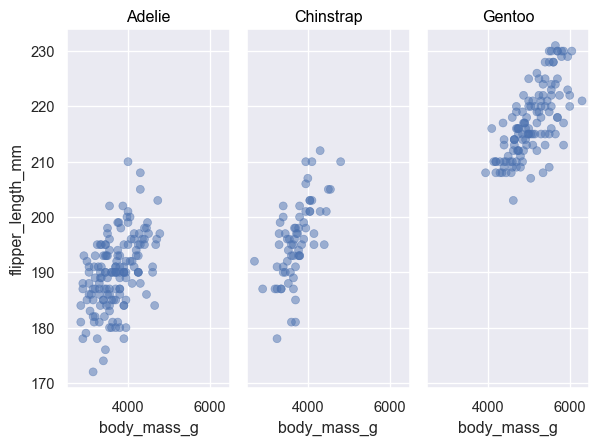 Adelie
Chinstrap
Gentoo
flipper_length_mm
230
220
210
200
190
180
170
4000
6000
4000
6000
4000
6000
body_mass_g
body_mass_g
body_mass_g